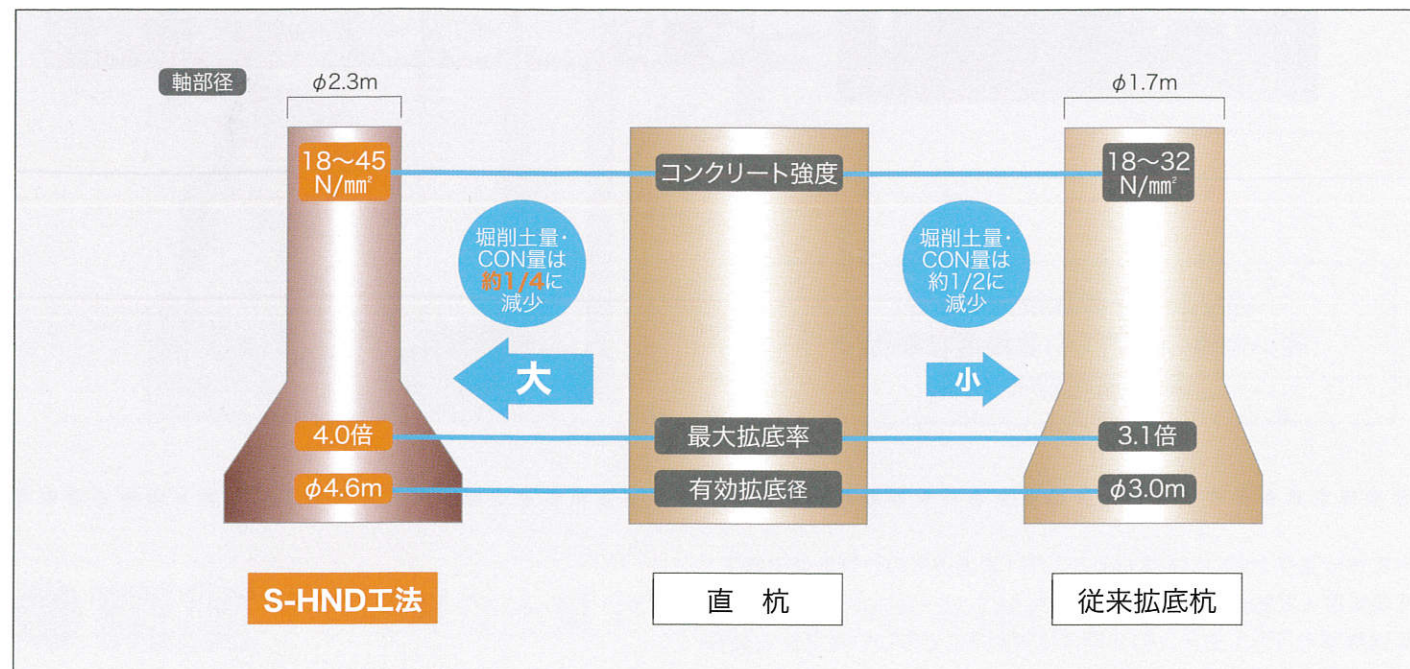 軸部径
φ2.3m
φ1.7m
18〜45
N/mm²
コンクリート強度
18〜32
N/mm²
堀削土量・
CON量は
約1/4に
減少
堀削土量・
CON量は
約1/2に
減少
大
小
4.0倍
最大拡底率
3.1倍
φ4.6m
有効拡底径
φ3.0m
S-HND工法
直 杭
従来拡底杭